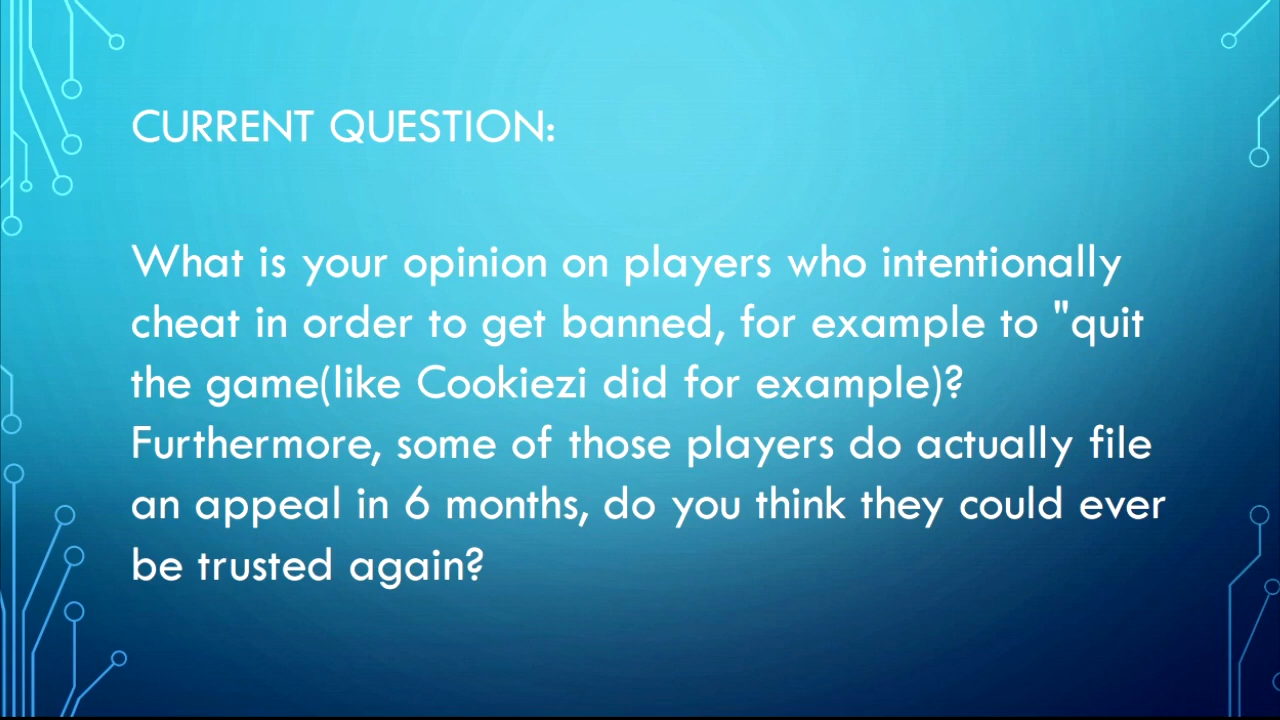 CURRENT QUESTION:
What is your opinion on players who intentionally
cheat in order to get banned, for example to "quit
the game(like Cookiezi did for example)?
Furthermore, some of those players do actually file
an appeal in 6 months, do you think they could ever
be trusted again?